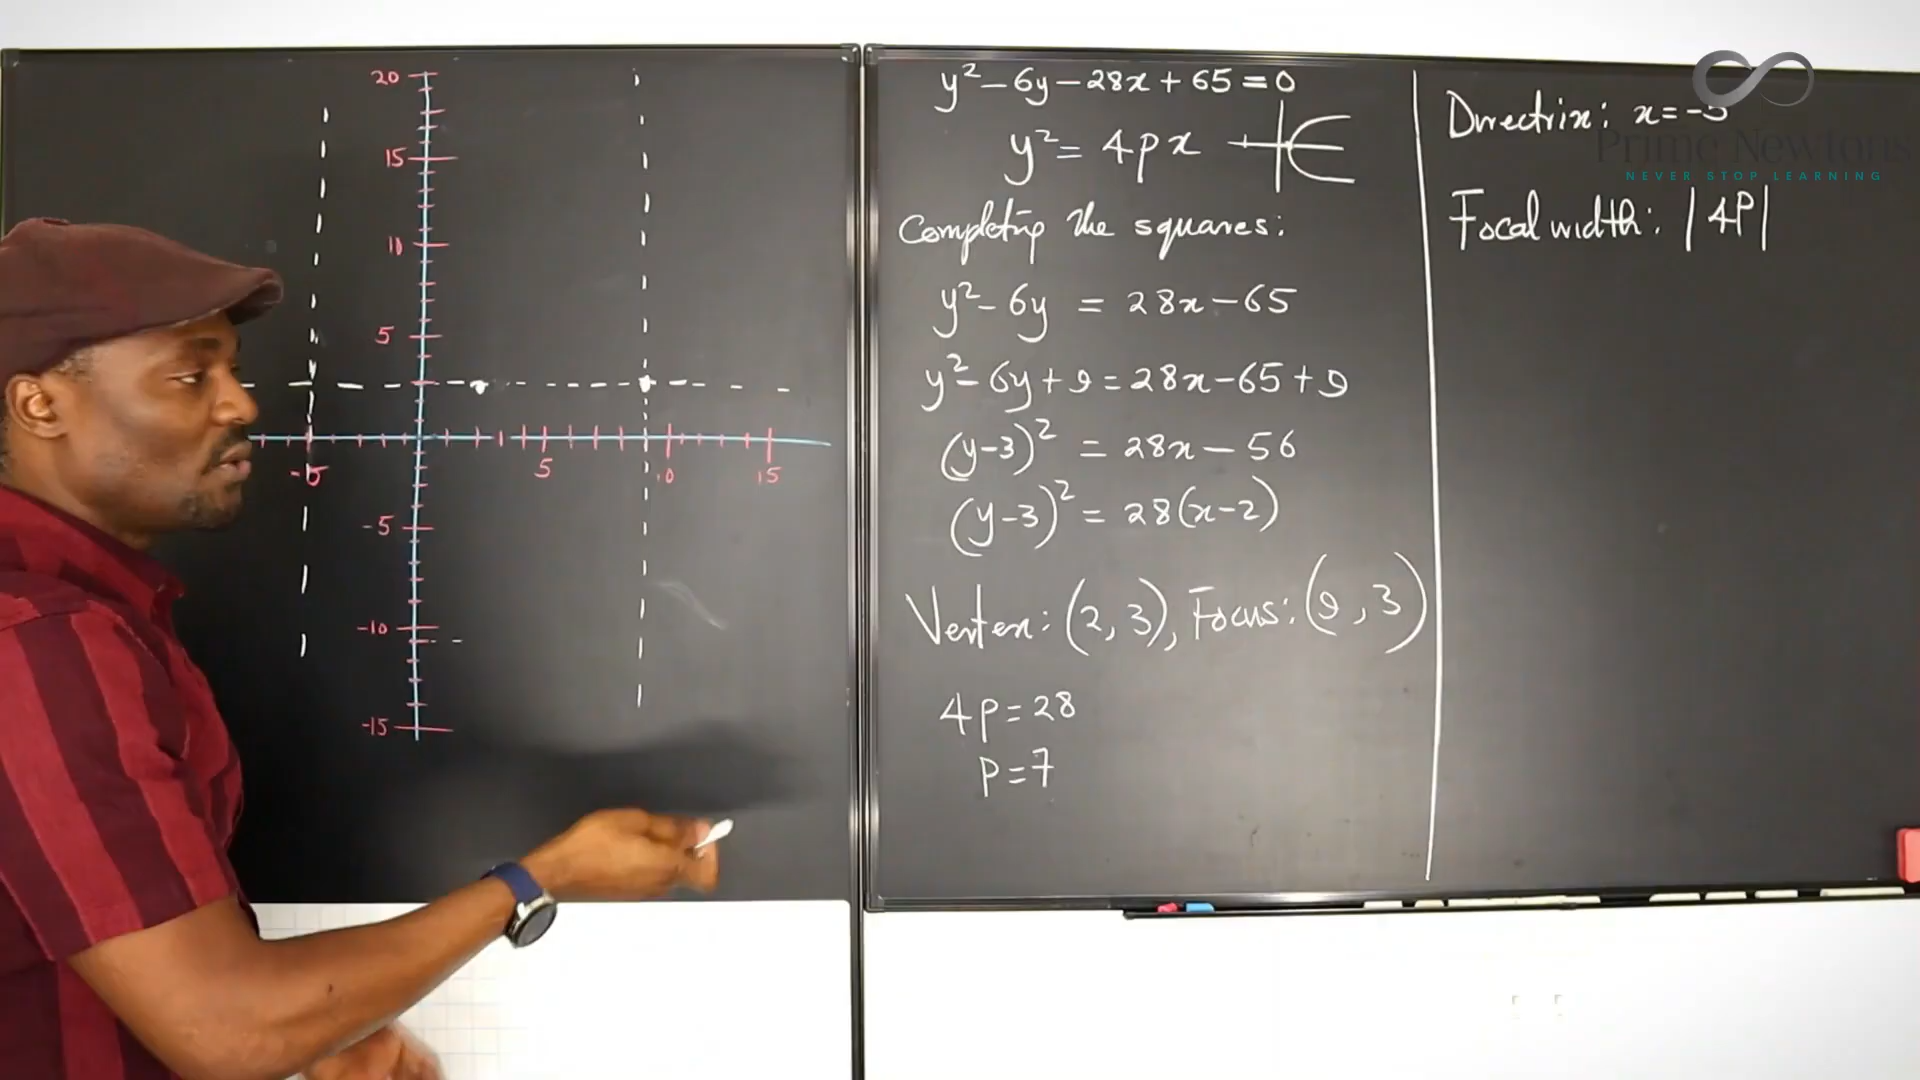 20
15
10
5
-5
5
10
15
-5
-10
-15
y² - 6y - 28x + 65 = 0
y² = 4px
Completing the squares:
y² - 6y = 28x - 65
y² - 6y + 9 = 28x - 65 + 9
(y-3)² = 28x - 56
(y-3)² = 28(x-2)
Vertex: (2, 3), Focus: (9, 3)
4p = 28
p = 7
Directrix: x = -5
Focal width: |4P|
Prime Newtons
NEVER STOP LEARNING